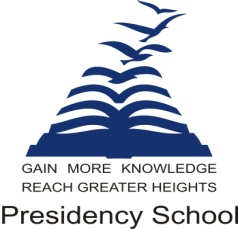 GAIN MORE KNOWLEDGE
REACH GREATER HEIGHTS
Presidency School